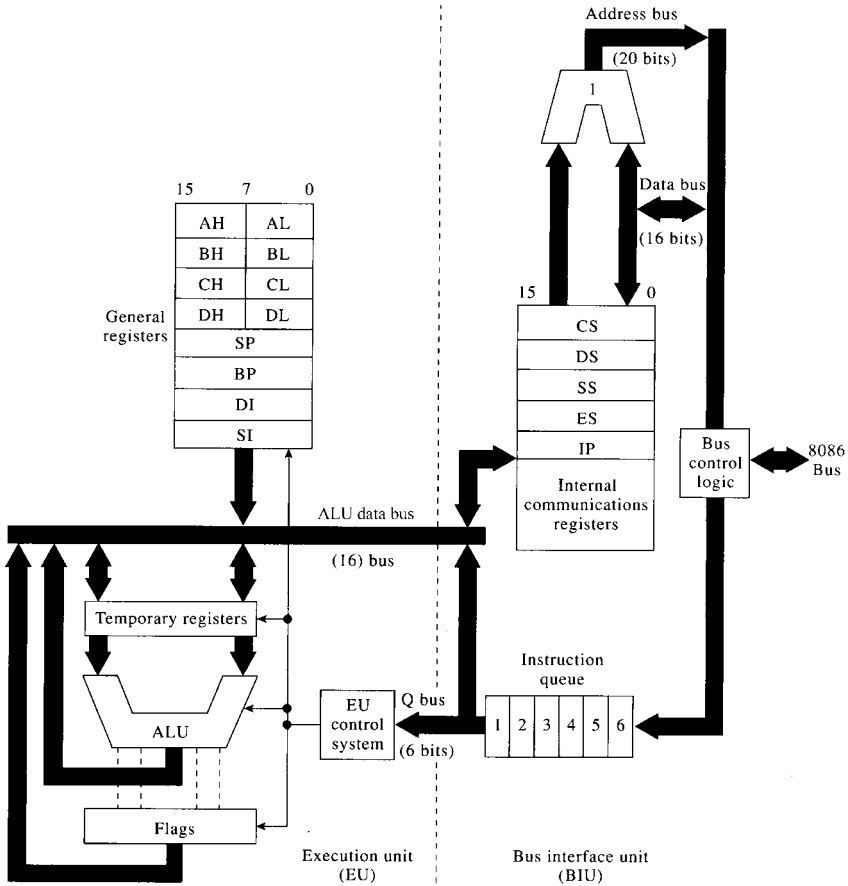 Address bus
(20 bits)
1
Data bus
(16 bits)
15 7 0
AH AL
BH BL
CH CL
DH DL
SP
BP
DI
SI
General
registers
15 0
CS
DS
SS
ES
IP
Internal
communications
registers
Bus
control
logic
8086
Bus
ALU data bus
(16) bus
Temporary registers
ALU
Flags
EU
control
system
Q bus
(6 bits)
Instruction
queue
1 2 3 4 5 6
Execution unit
(EU)
Bus interface unit
(BIU)